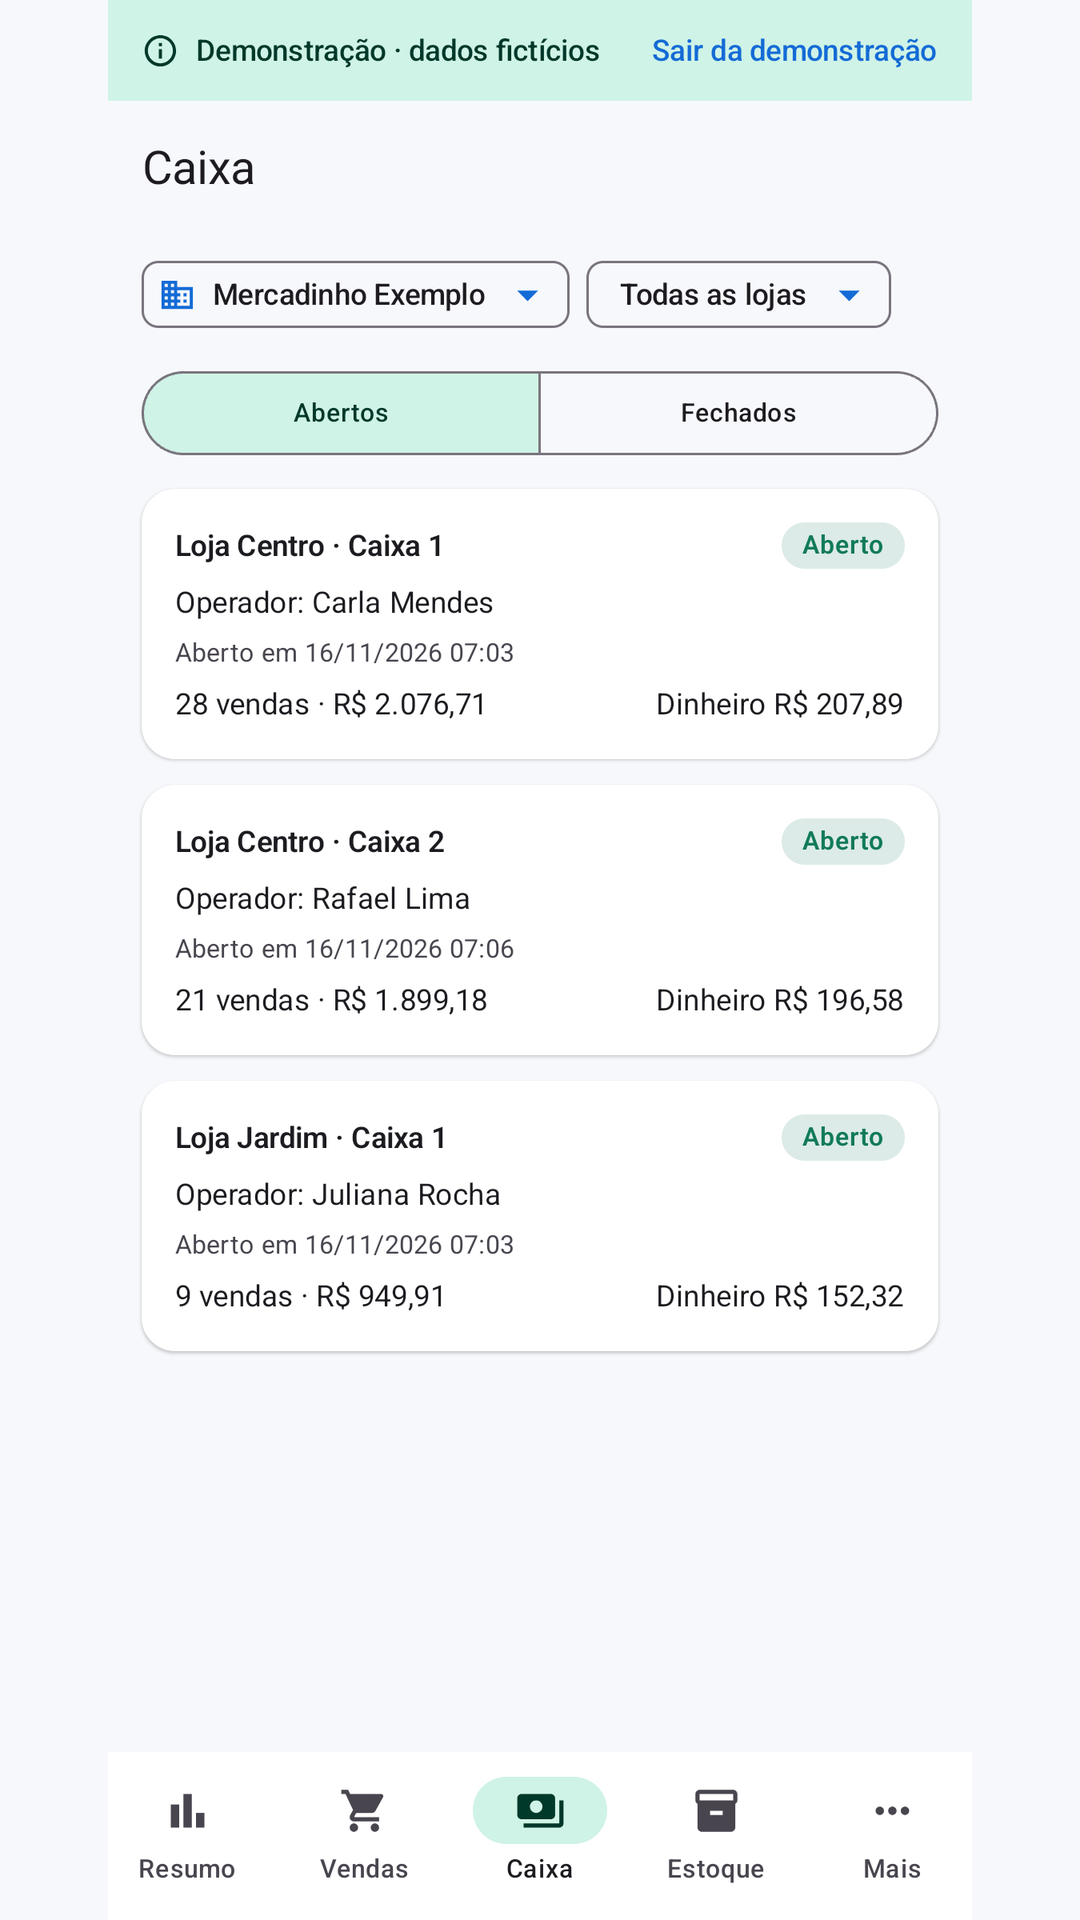 Demonstração · dados fictícios Sair da demonstração
Caixa
Mercadinho Exemplo Todas as lojas
Abertos Fechados
Loja Centro · Caixa 1 Aberto
Operador: Carla Mendes
Aberto em 16/11/2026 07:03
28 vendas · R$ 2.076,71 Dinheiro R$ 207,89
Loja Centro · Caixa 2 Aberto
Operador: Rafael Lima
Aberto em 16/11/2026 07:06
21 vendas · R$ 1.899,18 Dinheiro R$ 196,58
Loja Jardim · Caixa 1 Aberto
Operador: Juliana Rocha
Aberto em 16/11/2026 07:03
9 vendas · R$ 949,91 Dinheiro R$ 152,32
Resumo Vendas Caixa Estoque Mais